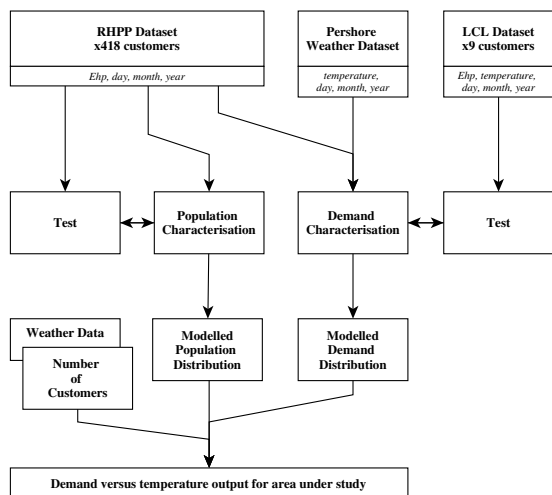 RHPP Dataset
x418 customers
Ehp, day, month, year
Pershore
Weather Dataset
temperature,
day, month, year
LCL Dataset
x9 customers
Ehp, temperature,
day, month, year
Test
Population
Characterisation
Demand
Characterisation
Test
Weather Data
Number
of
Customers
Modelled
Population
Distribution
Modelled
Demand
Distribution
Demand versus temperature output for area under study